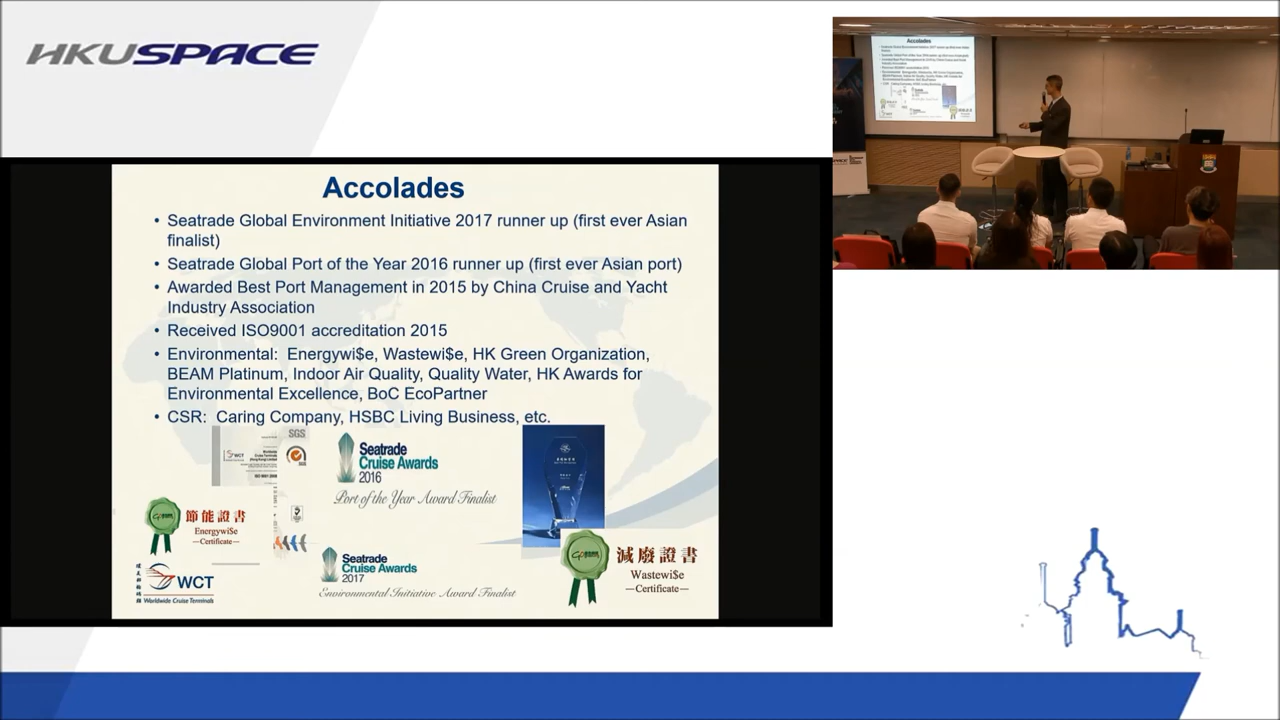 HKUSPACE
Accolades
• Seatrade Global Environment Initiative 2017 runner up (first ever Asian
finalist)
• Seatrade Global Port of the Year 2016 runner up (first ever Asian port)
• Awarded Best Port Management in 2015 by China Cruise and Yacht
Industry Association
• Received ISO9001 accreditation 2015
• Environmental: Energywi$e, Wastewi$e, HK Green Organization,
BEAM Platinum, Indoor Air Quality, Quality Water, HK Awards for
Environmental Excellence, BoC EcoPartner
• CSR: Caring Company, HSBC Living Business, etc.
SGS
WCT
Seatrade
Cruise Awards
2016
Port of the Year Award Finalist
節能證書
Energywi$e
—Certificate—
Seatrade
Cruise Awards
2017
Environmental Initiative Award Finalist
減廢證書
Wastewi$e
—Certificate—
WCT
Worldwide Cruise Terminals
Accolades